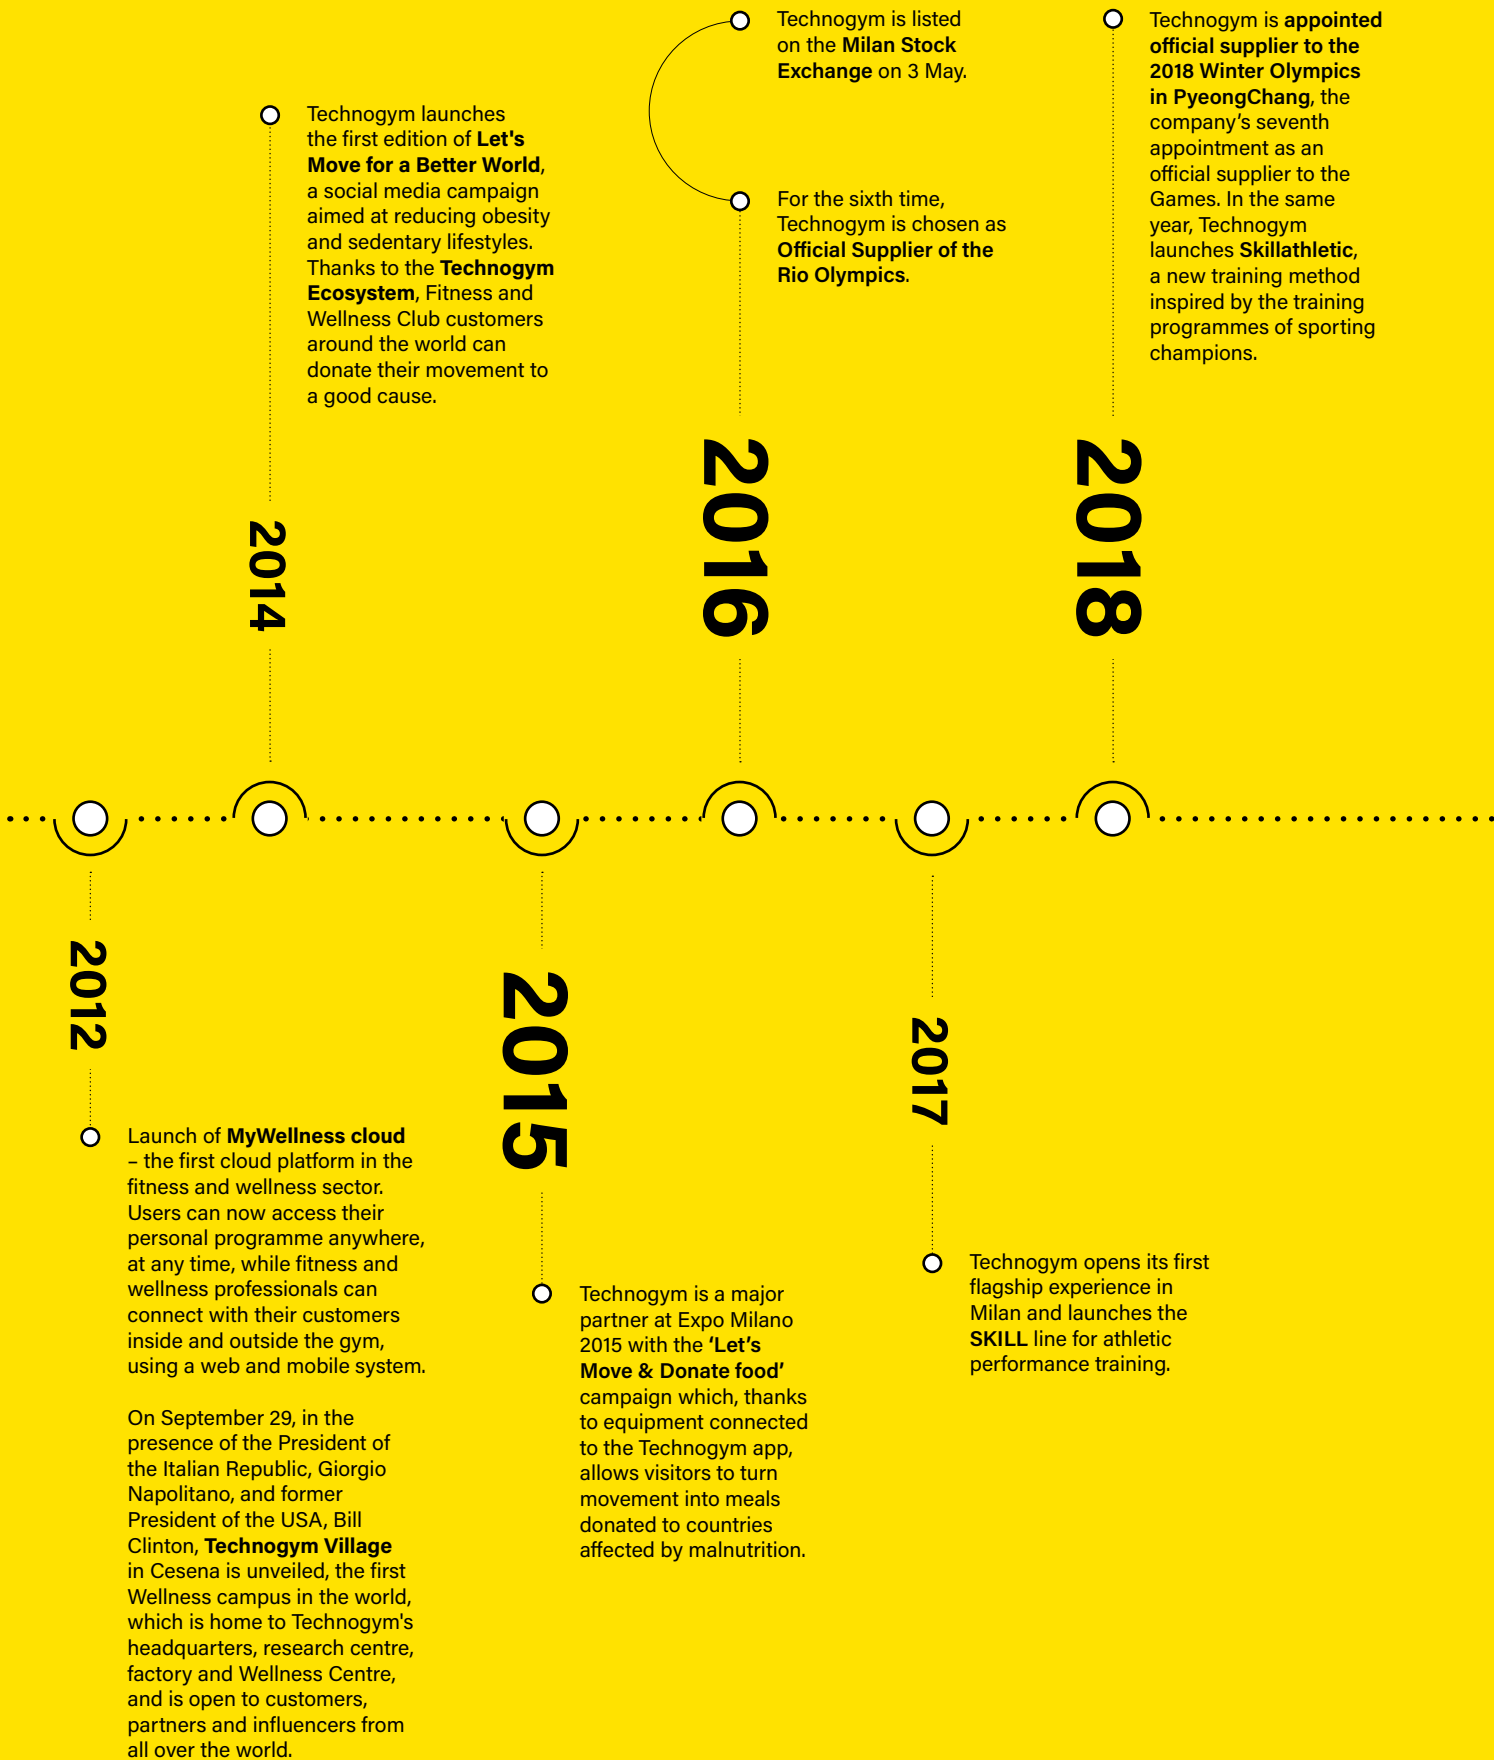 Technogym launches
the first edition of Let's
Move for a Better World,
a social media campaign
aimed at reducing obesity
and sedentary lifestyles.
Thanks to the Technogym
Ecosystem, Fitness and
Wellness Club customers
around the world can
donate their movement to
a good cause.
2014
Technogym is listed
on the Milan Stock
Exchange on 3 May.
For the sixth time,
Technogym is chosen as
Official Supplier of the
Rio Olympics.
2016
Technogym is appointed
official supplier to the
2018 Winter Olympics
in PyeongChang, the
company’s seventh
appointment as an
official supplier to the
Games. In the same
year, Technogym
launches Skillathletic,
a new training method
inspired by the training
programmes of sporting
champions.
2018
2012
Launch of MyWellness cloud
– the first cloud platform in the
fitness and wellness sector.
Users can now access their
personal programme anywhere,
at any time, while fitness and
wellness professionals can
connect with their customers
inside and outside the gym,
using a web and mobile system.
On September 29, in the
presence of the President of
the Italian Republic, Giorgio
Napolitano, and former
President of the USA, Bill
Clinton, Technogym Village
in Cesena is unveiled, the first
Wellness campus in the world,
which is home to Technogym's
headquarters, research centre,
factory and Wellness Centre,
and is open to customers,
partners and influencers from
all over the world.
2015
Technogym is a major
partner at Expo Milano
2015 with the ‘Let’s
Move & Donate food’
campaign which, thanks
to equipment connected
to the Technogym app,
allows visitors to turn
movement into meals
donated to countries
affected by malnutrition.
2017
Technogym opens its first
flagship experience in
Milan and launches the
SKILL line for athletic
performance training.